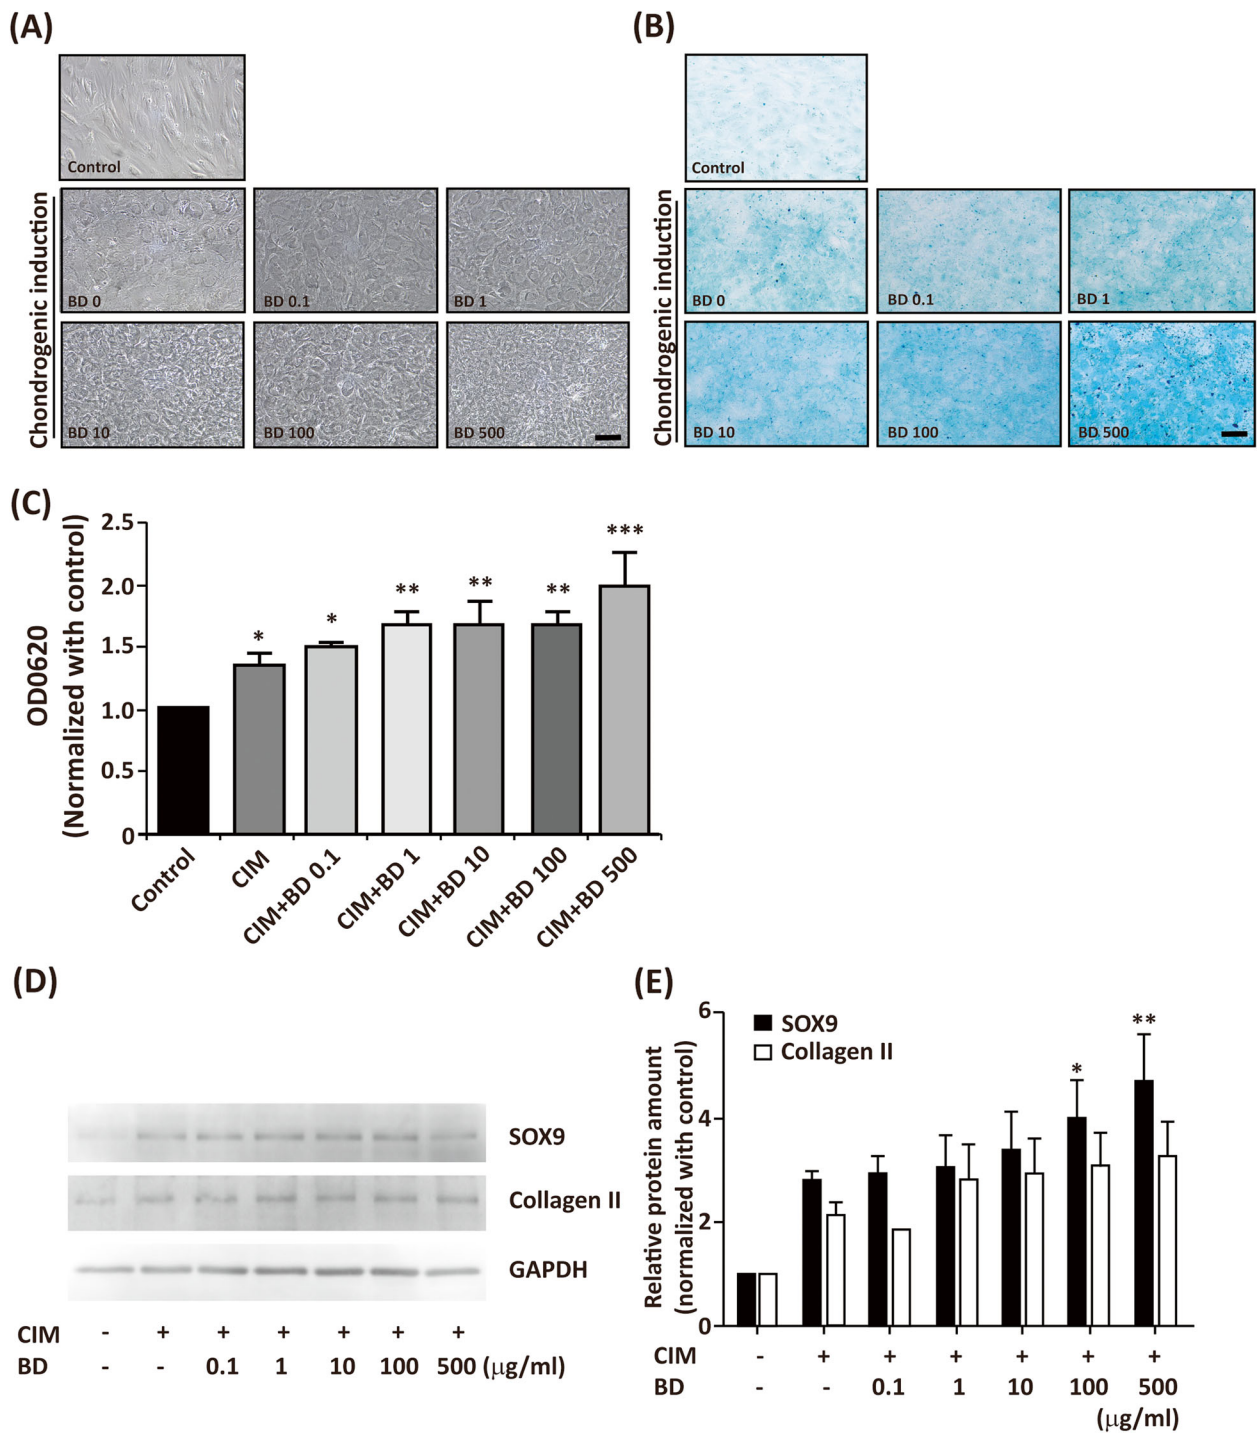 (A)
Control
Chondrogenic induction
BD 0
BD 0.1
BD 1
BD 10
BD 100
BD 500
(B)
Control
Chondrogenic induction
BD 0
BD 0.1
BD 1
BD 10
BD 100
BD 500
(C)
OD0620
(Normalized with control)
2.5
2.0
1.5
1.0
0.5
0
*
*
**
**
**
***
Control
CIM
CIM+BD 0.1
CIM+BD 1
CIM+BD 10
CIM+BD 100
CIM+BD 500
(D)
SOX9
Collagen II
GAPDH
CIM - + + + + + +
BD - - 0.1 1 10 100 500 (μg/ml)
(E)
Relative protein amount
(normalized with control)
6
4
2
0
SOX9
Collagen II
*
**
CIM - + + + + + +
BD - - 0.1 1 10 100 500
(μg/ml)